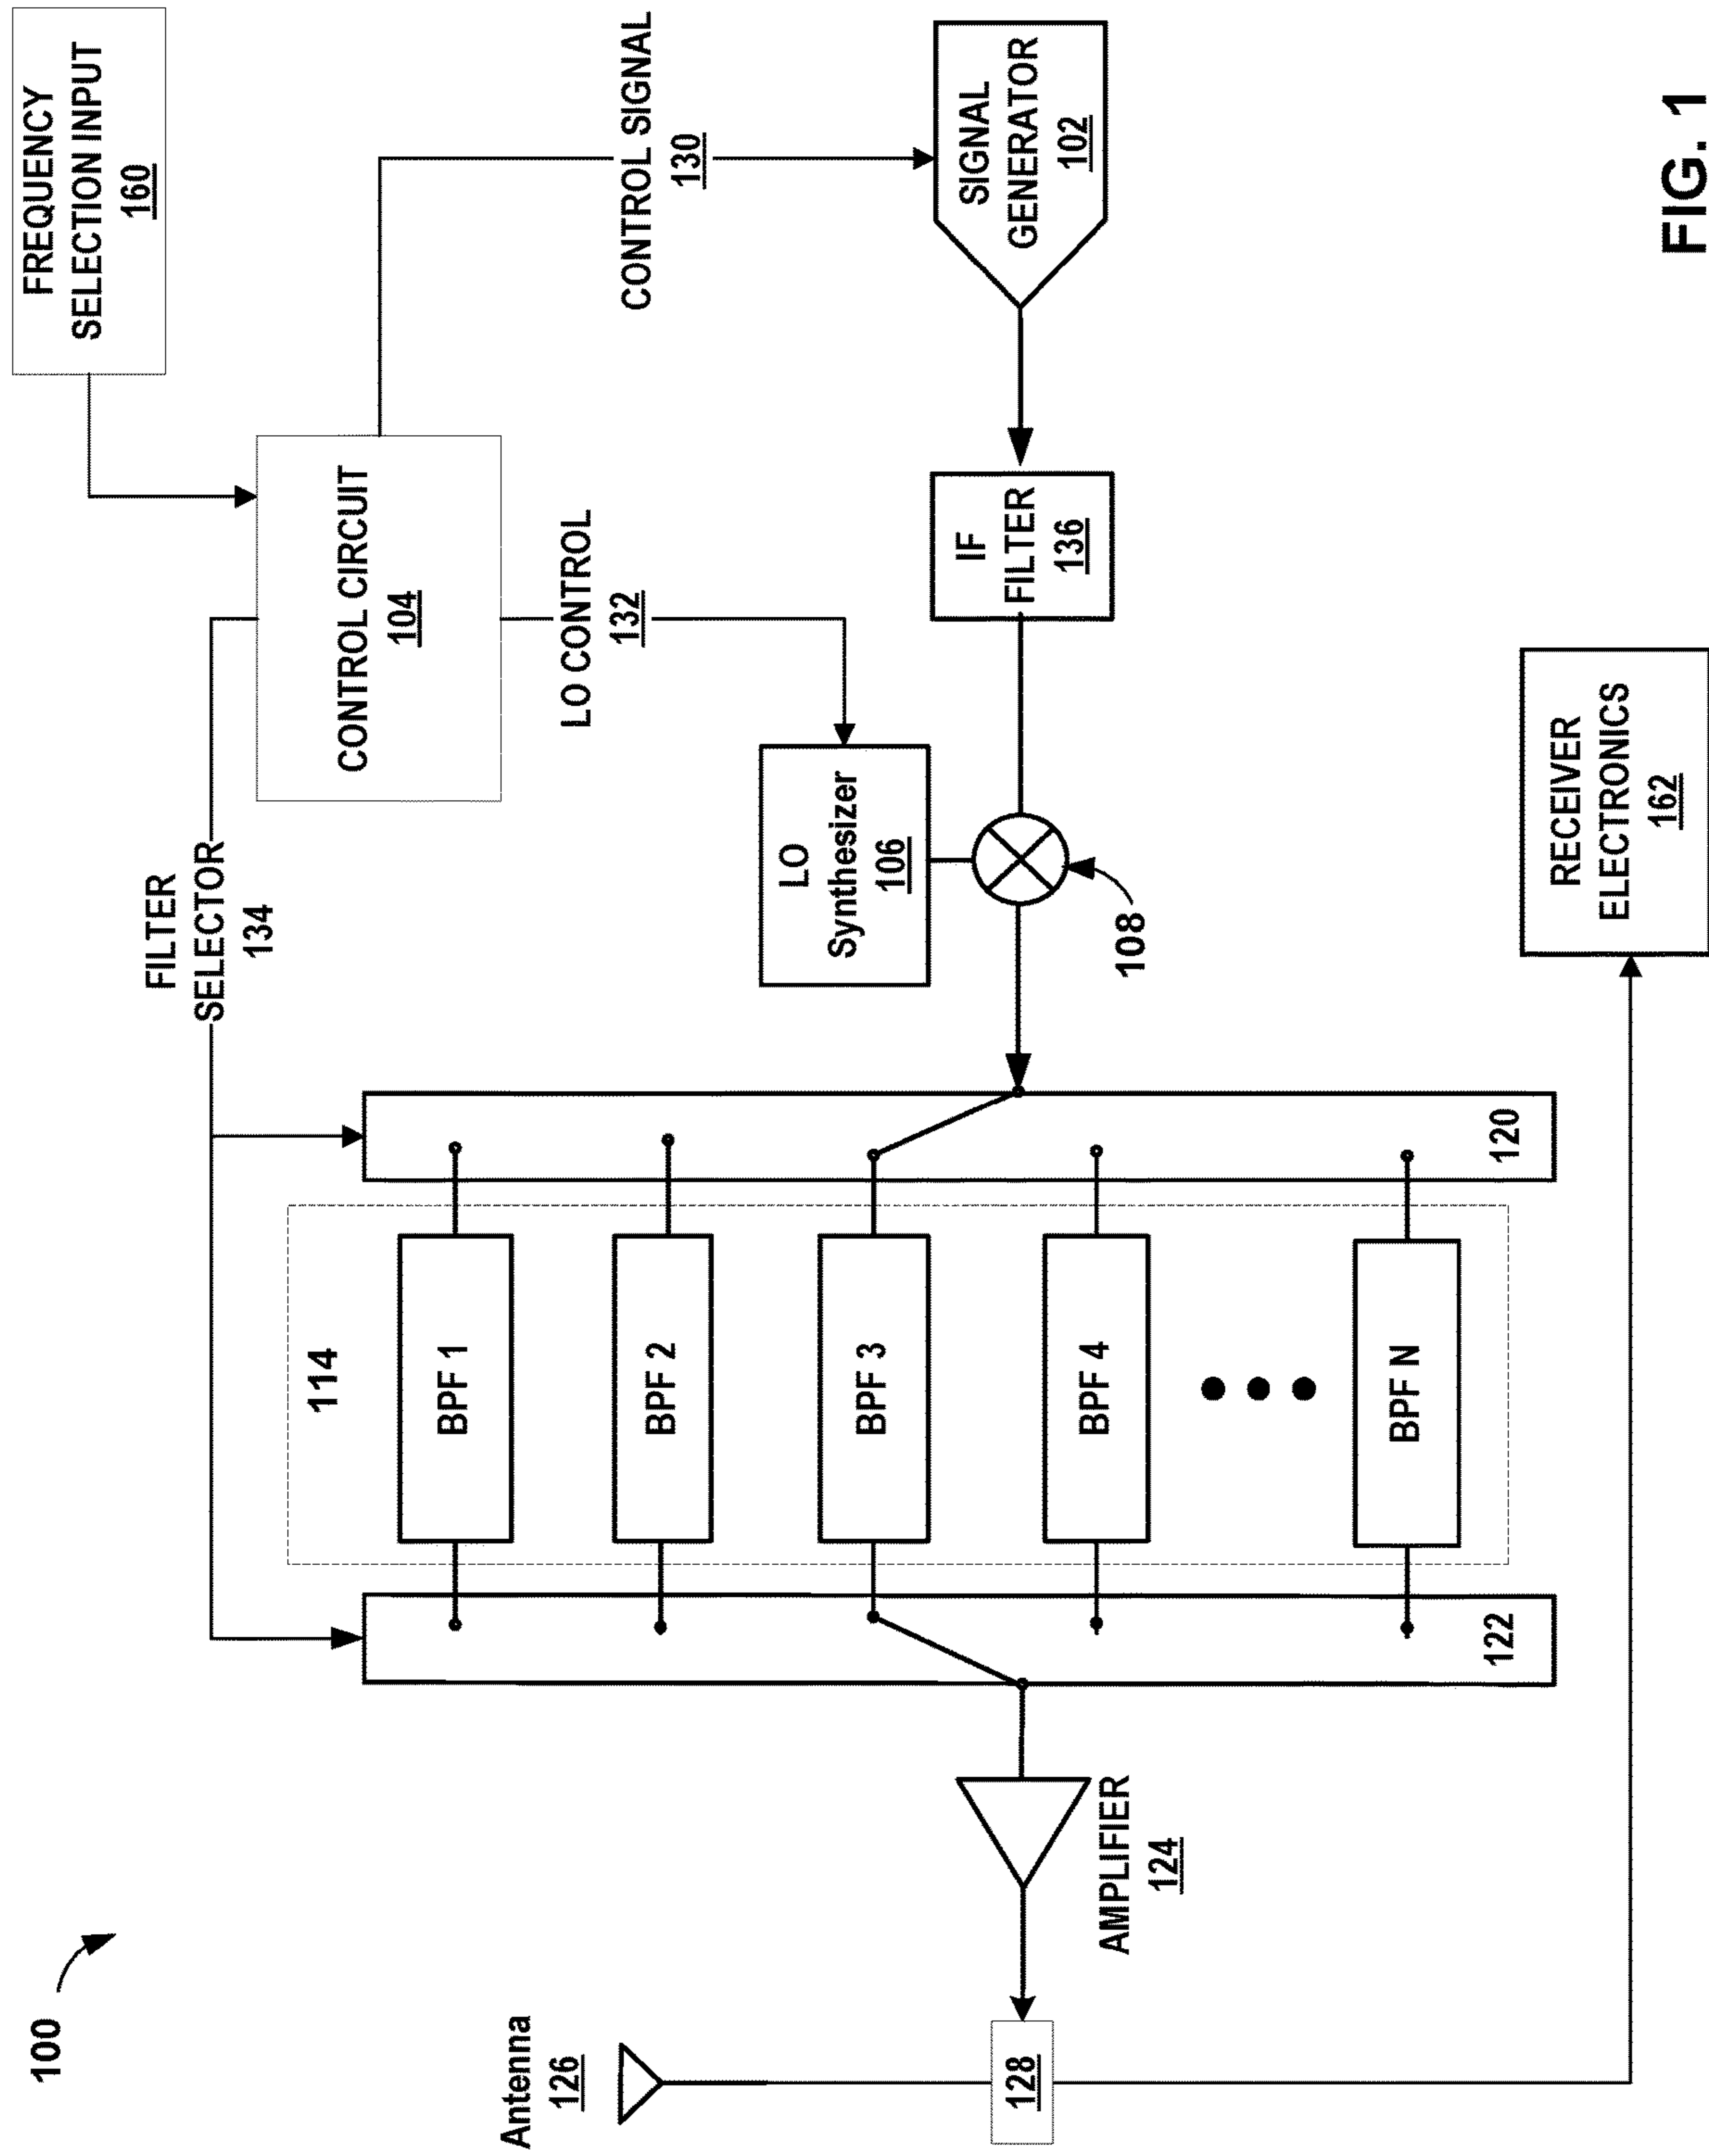 100
FREQUENCY
SELECTION INPUT
160
FILTER
SELECTOR
134
CONTROL CIRCUIT
104
LO CONTROL
132
CONTROL SIGNAL
130
Antenna
126
128
AMPLIFIER
124
122
114
BPF 1
BPF 2
BPF 3
BPF 4
BPF N
120
LO
Synthesizer
106
108
IF
FILTER
136
SIGNAL
GENERATOR
102
RECEIVER
ELECTRONICS
162
FIG. 1